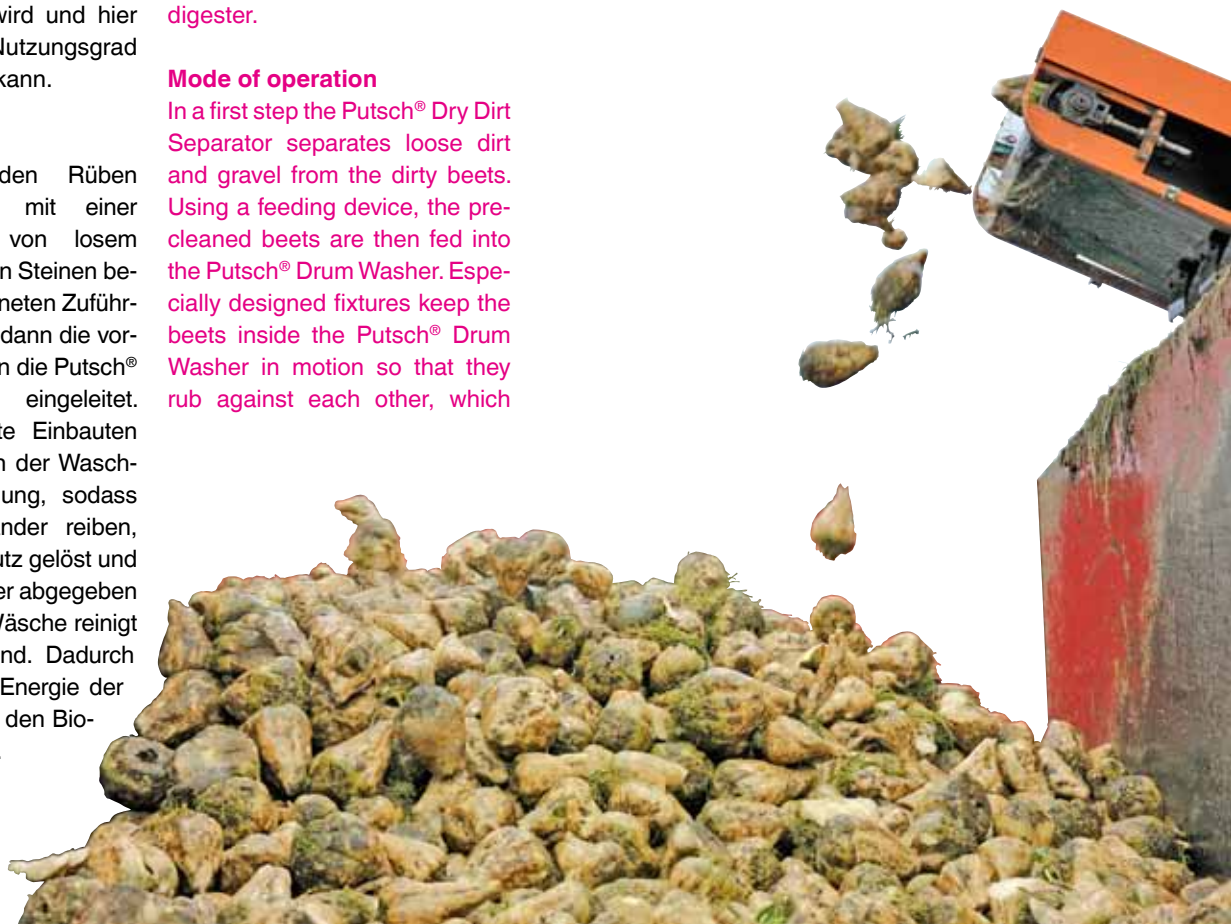 wird und hier
Nutzungsgrad
kann.
den Rüben
mit einer
von losem
n Steinen be-
neten Zuführ-
dann die vor-
n die Putsch®
eingeleitet.
te Einbauten
n der Wasch-
ung, sodass
ander reiben,
utz gelöst und
er abgegeben
Wäsche reinigt
nd. Dadurch
Energie der
den Bio-
digester.
Mode of operation
In a first step the Putsch® Dry Dirt
Separator separates loose dirt
and gravel from the dirty beets.
Using a feeding device, the pre-
cleaned beets are then fed into
the Putsch® Drum Washer. Espe-
cially designed fixtures keep the
beets inside the Putsch® Drum
Washer in motion so that they
rub against each other, which